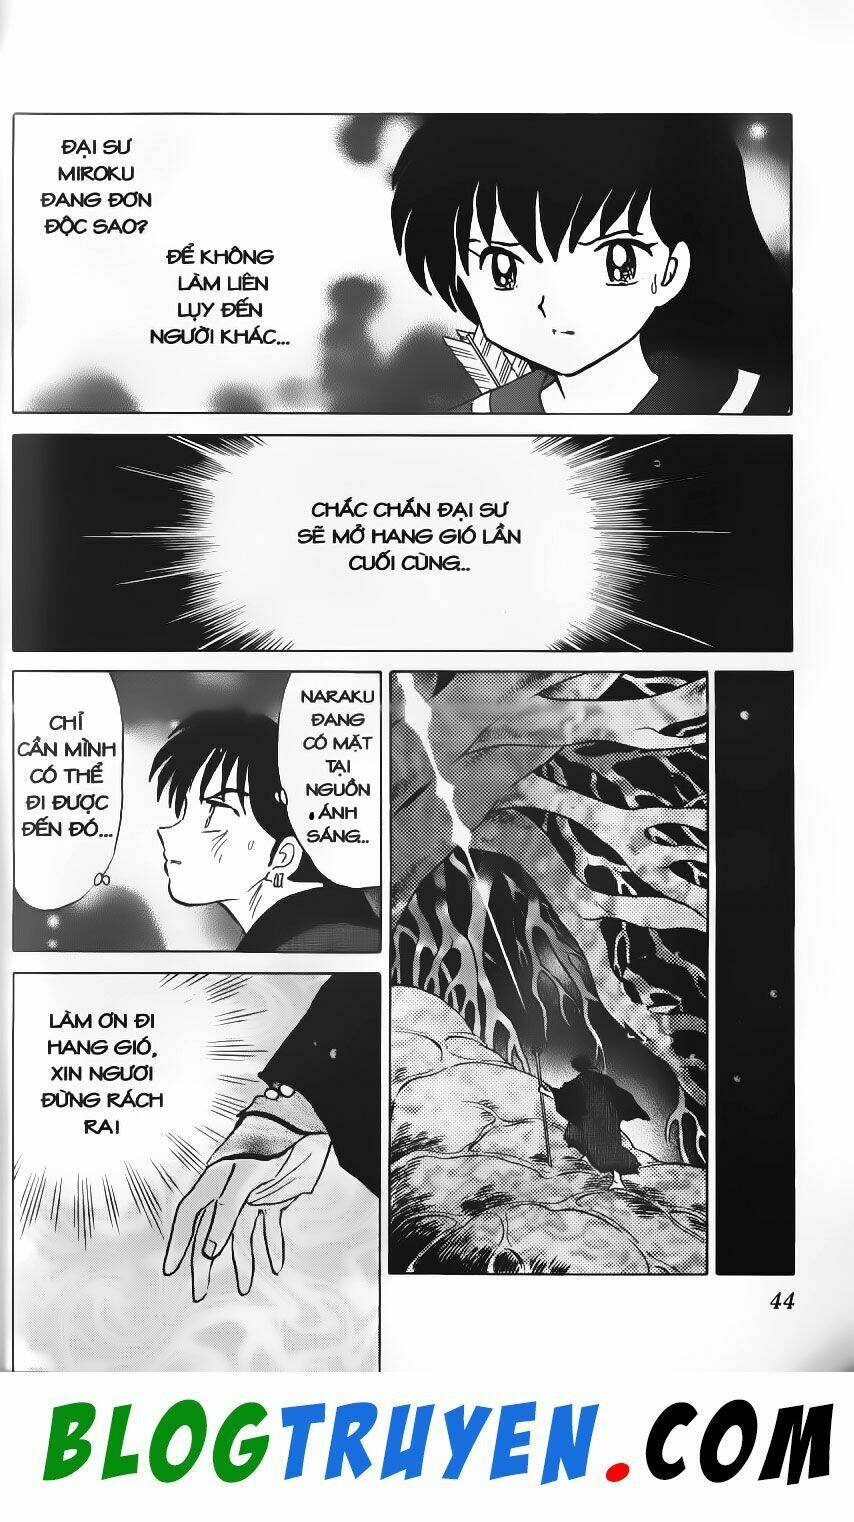 ĐẠI SƯ
MIROKU
ĐANG ĐƠN
ĐỘC SAO?
ĐỂ KHÔNG
LÀM LIÊN
LỤY ĐẾN
NGƯỜI KHÁC...
CHẮC CHẮN ĐẠI SƯ
SẼ MỞ HANG GIÓ LẦN
CUỐI CÙNG...
NARAKU
ĐANG
CÓ MẶT
TẠI
NGUỒN
ÁNH
SÁNG...
CHỈ
CẦN MÌNH
CÓ THỂ
ĐI ĐƯỢC
ĐẾN ĐÓ...
LÀM ƠN ĐI
HANG GIÓ,
XIN NGƯƠI
ĐỪNG RÁCH
RA!
44
BLOGTRUYEN.COM